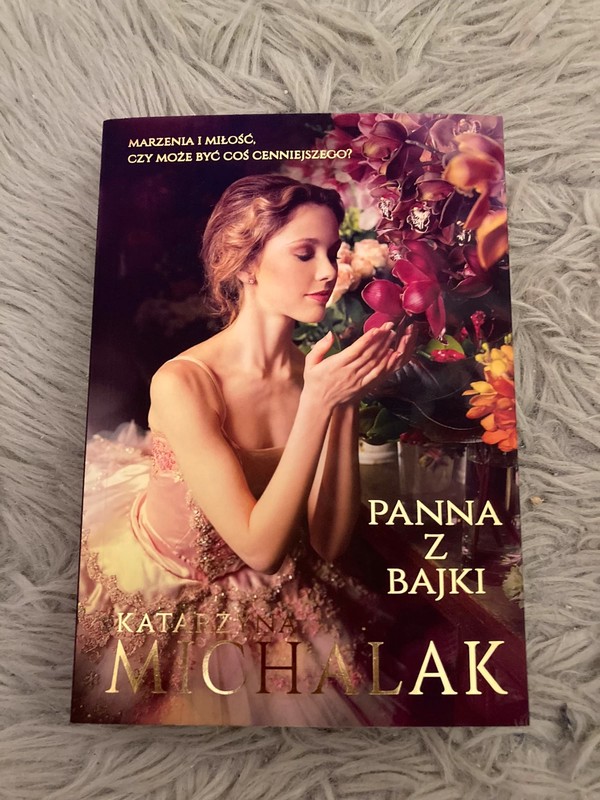 MARZENIA I MIŁOŚĆ,
CZY MOŻE BYĆ COŚ CENNIEJSZEGO?
PANNA
Z
BAJKI
KATARZYNA
MICHALAK